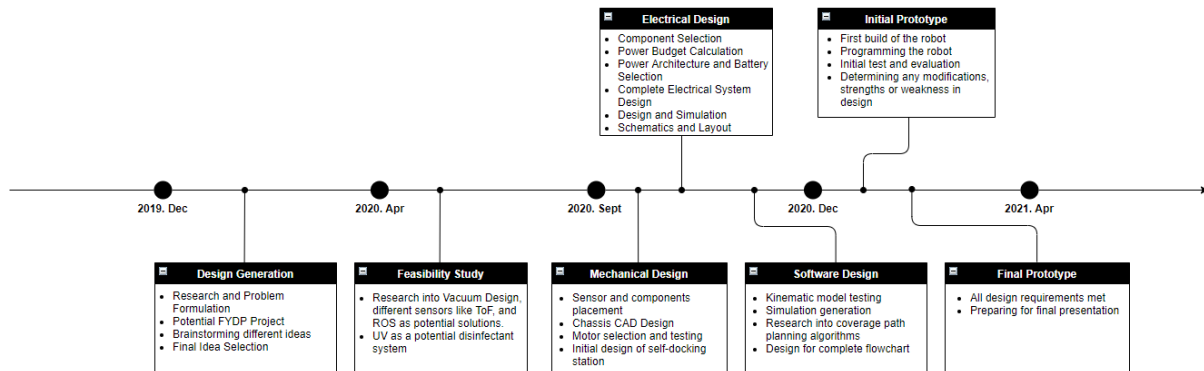 Electrical Design
Component Selection
Power Budget Calculation
Power Architecture and Battery
Selection
Complete Electrical System
Design
Design and Simulation
Schematics and Layout
Initial Prototype
First build of the robot
Programming the robot
Initial test and evaluation
Determining any modifications,
strengths or weakness in
design
2019. Dec
2020. Apr
2020. Sept
2020. Dec
2021. Apr
Design Generation
Research and Problem
Formulation
Potential FYDP Project
Brainstorming different ideas
Final Idea Selection
Feasibility Study
Research into Vacuum Design,
different sensors like ToF, and
ROS as potential solutions.
UV as a potential disinfectant
system
Mechanical Design
Sensor and components
placement
Chassis CAD Design
Motor selection and testing
Initial design of self-docking
station
Software Design
Kinematic model testing
Simulation generation
Research into coverage path
planning algorithms
Design for complete flowchart
Final Prototype
All design requirements met
Preparing for final presentation